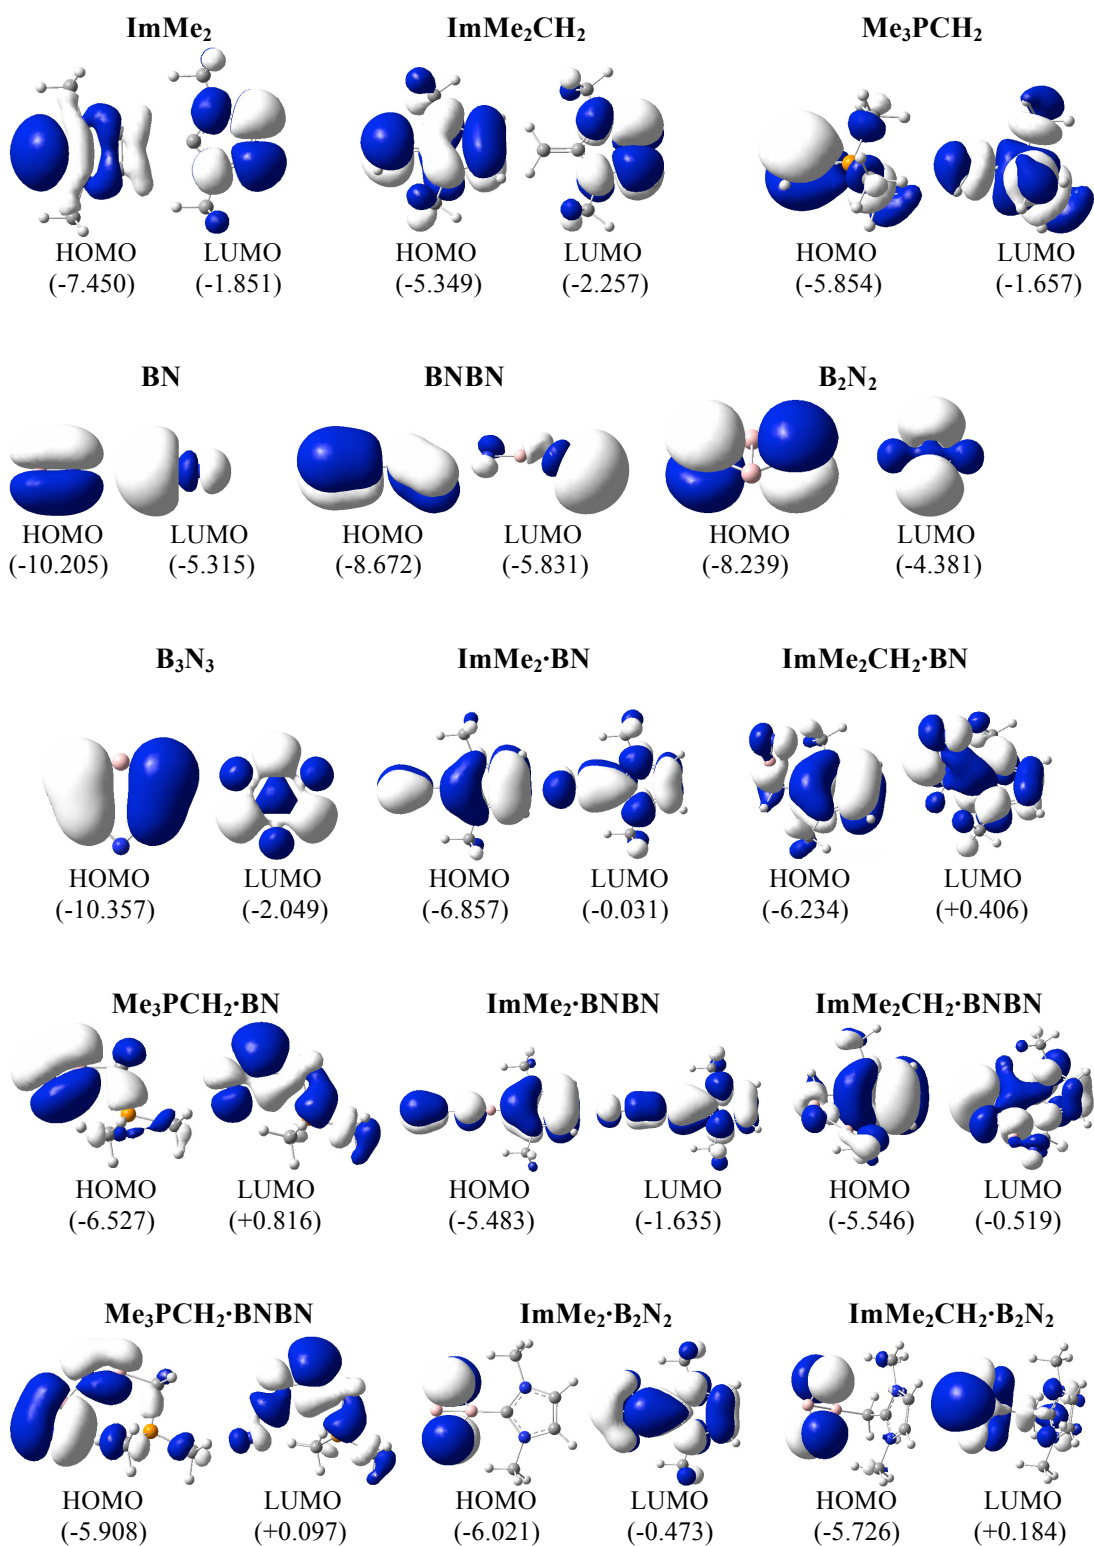 ImMe₂ ImMe₂CH₂ Me₃PCH₂
HOMO LUMO HOMO LUMO HOMO LUMO
(-7.450) (-1.851) (-5.349) (-2.257) (-5.854) (-1.657)
BN BNBN B₂N₂
HOMO LUMO HOMO LUMO HOMO LUMO
(-10.205) (-5.315) (-8.672) (-5.831) (-8.239) (-4.381)
B₃N₃ ImMe₂·BN ImMe₂CH₂·BN
HOMO LUMO HOMO LUMO HOMO LUMO
(-10.357) (-2.049) (-6.857) (-0.031) (-6.234) (+0.406)
Me₃PCH₂·BN ImMe₂·BNBN ImMe₂CH₂·BNBN
HOMO LUMO HOMO LUMO HOMO LUMO
(-6.527) (+0.816) (-5.483) (-1.635) (-5.546) (-0.519)
Me₃PCH₂·BNBN ImMe₂·B₂N₂ ImMe₂CH₂·B₂N₂
HOMO LUMO HOMO LUMO HOMO LUMO
(-5.908) (+0.097) (-6.021) (-0.473) (-5.726) (+0.184)